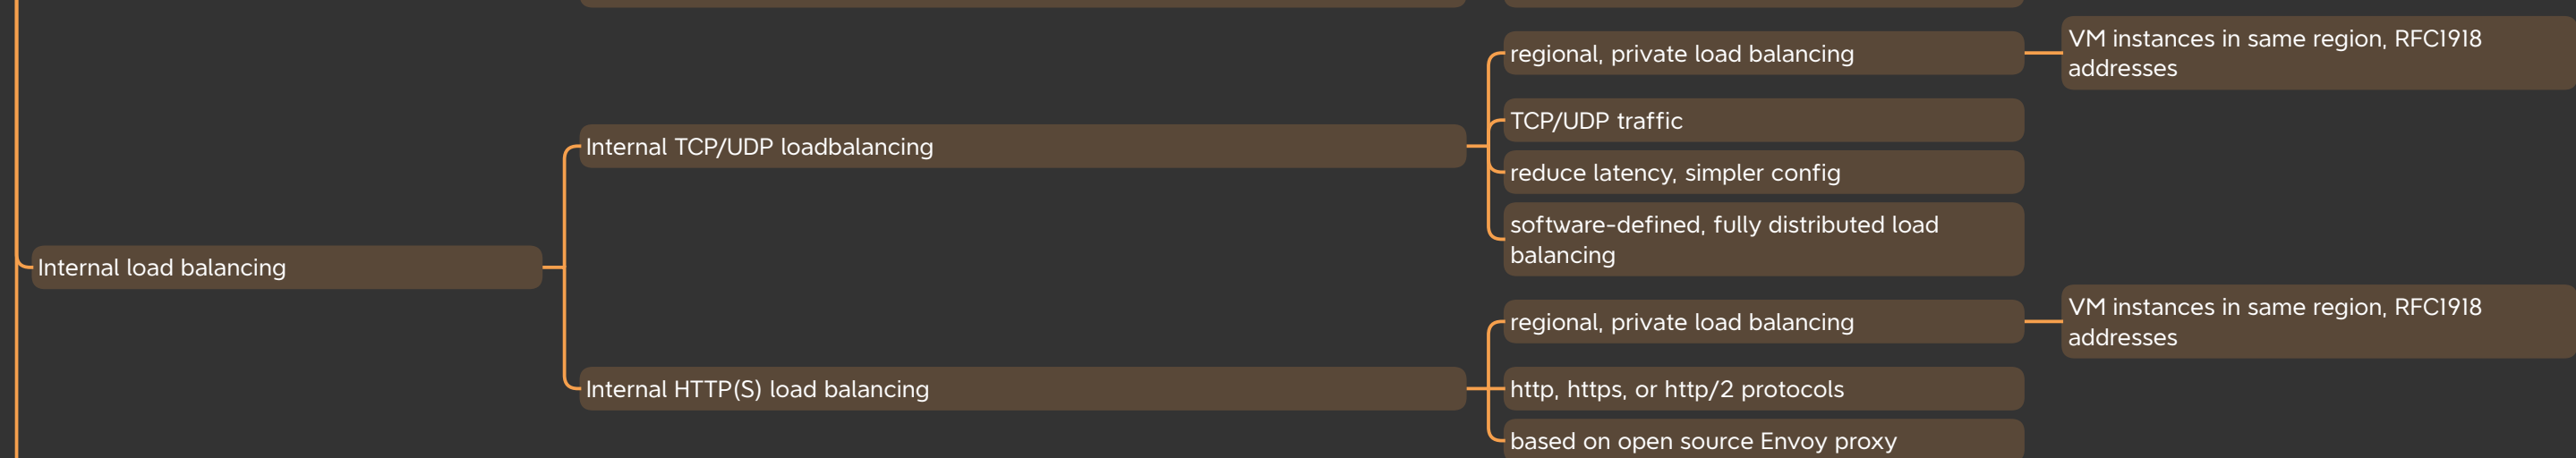 Internal load balancing
Internal TCP/UDP loadbalancing
regional, private load balancing
VM instances in same region, RFC1918
addresses
TCP/UDP traffic
reduce latency, simpler config
software-defined, fully distributed load
balancing
Internal HTTP(S) load balancing
regional, private load balancing
VM instances in same region, RFC1918
addresses
http, https, or http/2 protocols
based on open source Envoy proxy